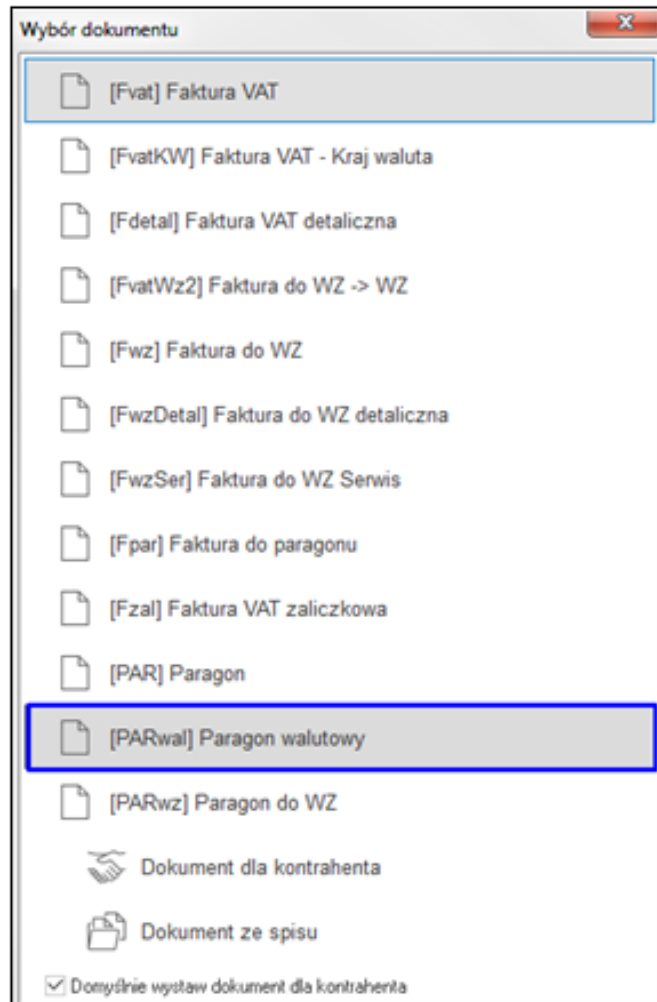 Wybór dokumentu
[Fvat] Faktura VAT
[FvatKW] Faktura VAT - Kraj waluta
[Fdetal] Faktura VAT detaliczna
[FvatWz2] Faktura do WZ -> WZ
[Fwz] Faktura do WZ
[FwzDetal] Faktura do WZ detaliczna
[FwzSer] Faktura do WZ Serwis
[Fpar] Faktura do paragonu
[Fzal] Faktura VAT zaliczkowa
[PAR] Paragon
[PARwal] Paragon walutowy
[PARwz] Paragon do WZ
Dokument dla kontrahenta
Dokument ze spisu
Domyślnie wystaw dokument dla kontrahenta